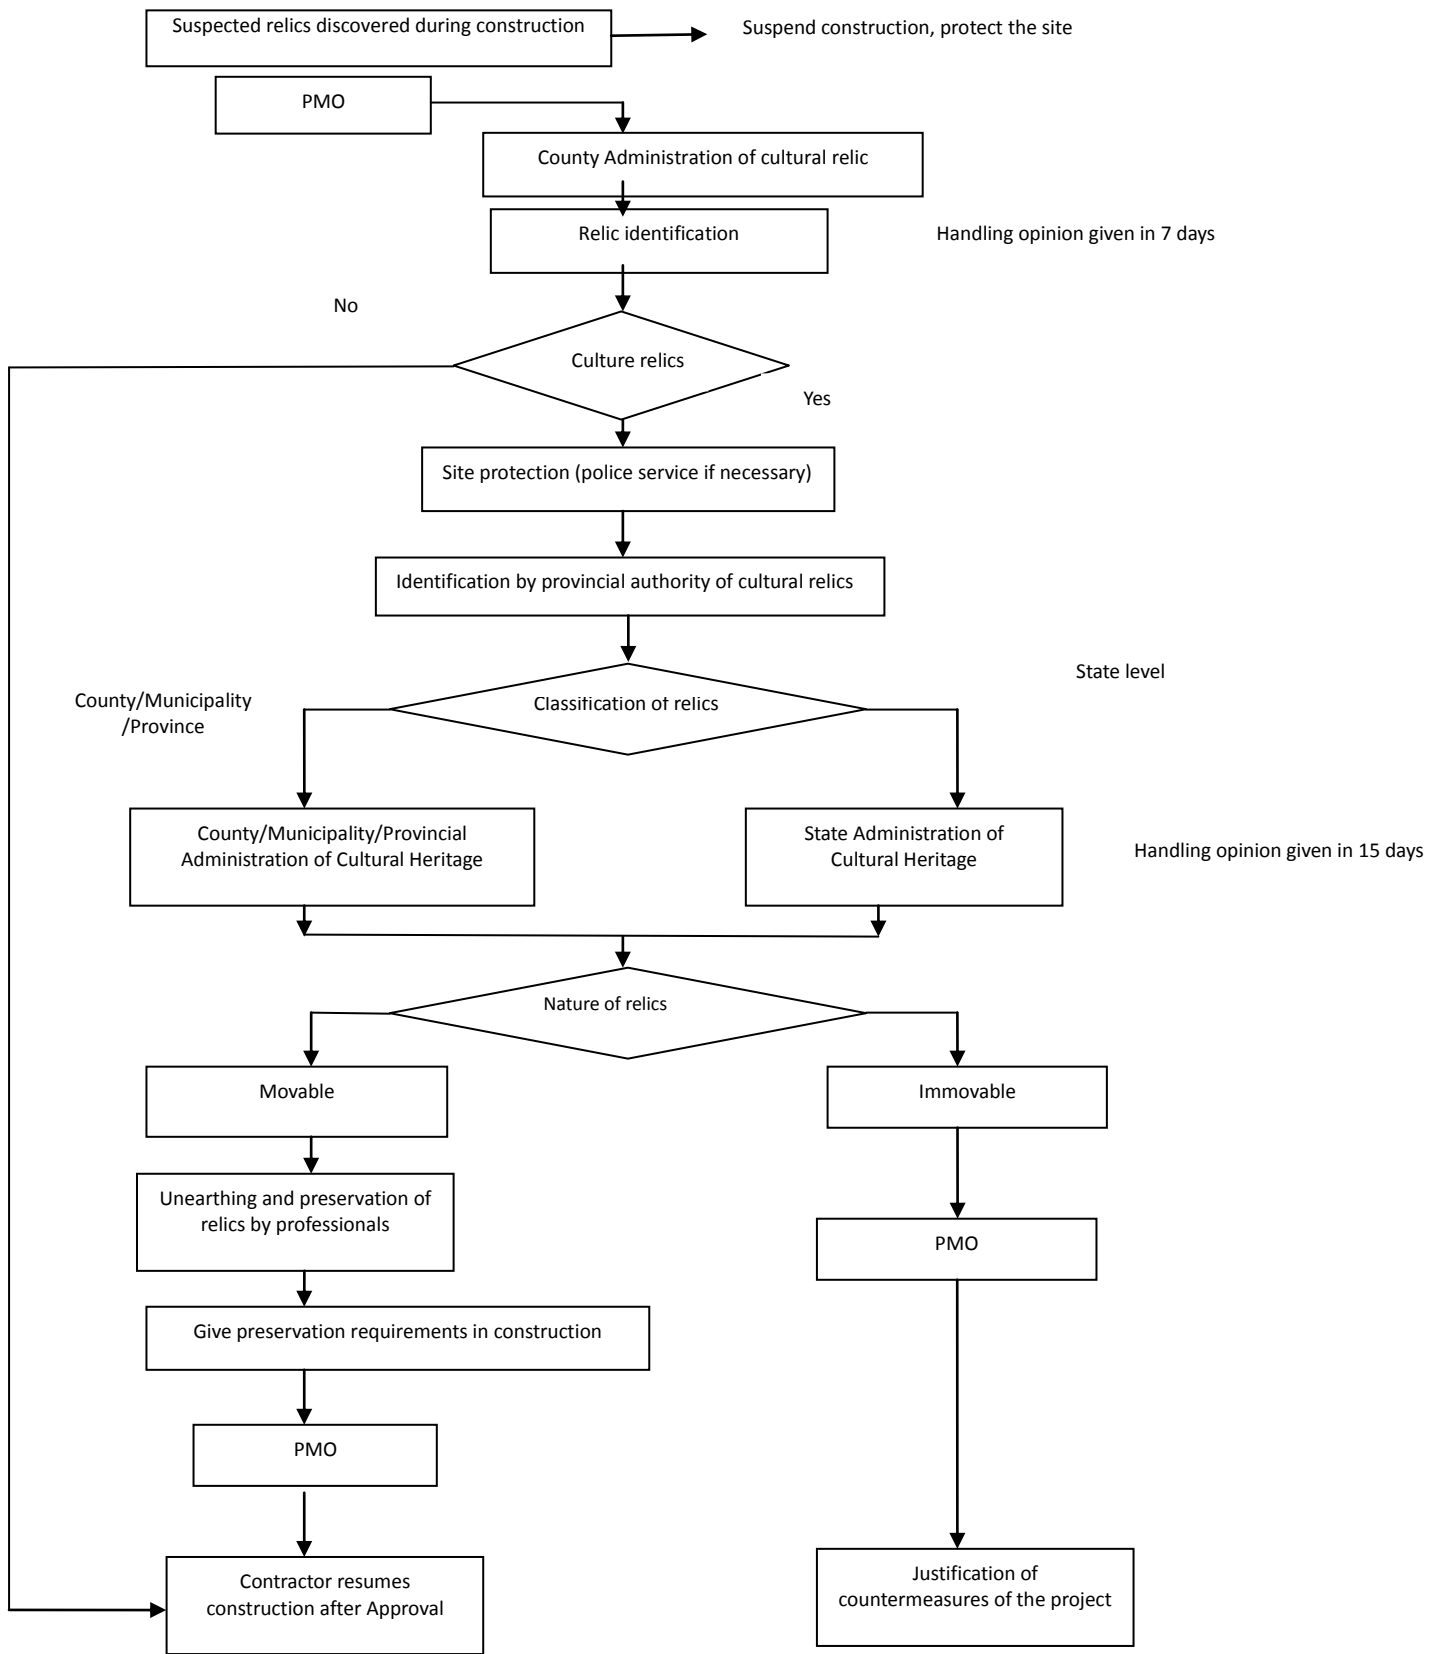 Suspected relics discovered during construction
Suspend construction, protect the site
PMO
County Administration of cultural relic
Relic identification
Handling opinion given in 7 days
No
Culture relics
Yes
Site protection (police service if necessary)
Identification by provincial authority of cultural relics
State level
County/Municipality
/Province
Classification of relics
County/Municipality/Provincial
Administration of Cultural Heritage
State Administration of
Cultural Heritage
Handling opinion given in 15 days
Nature of relics
Movable
Immovable
Unearthing and preservation of
relics by professionals
PMO
Give preservation requirements in construction
PMO
Contractor resumes
construction after Approval
Justification of
countermeasures of the project